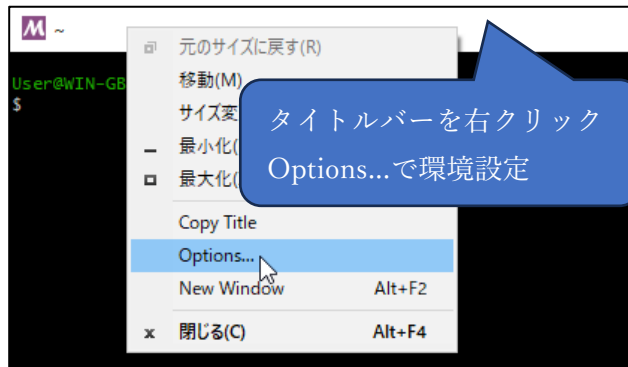 M ~
元のサイズに戻す(R)
User@WIN-GB
移動(M)
$
サイズ変
最小化(
最大化(
タイトルバーを右クリック
Options...で環境設定
Copy Title
Options...
New Window Alt+F2
x 閉じる(C) Alt+F4